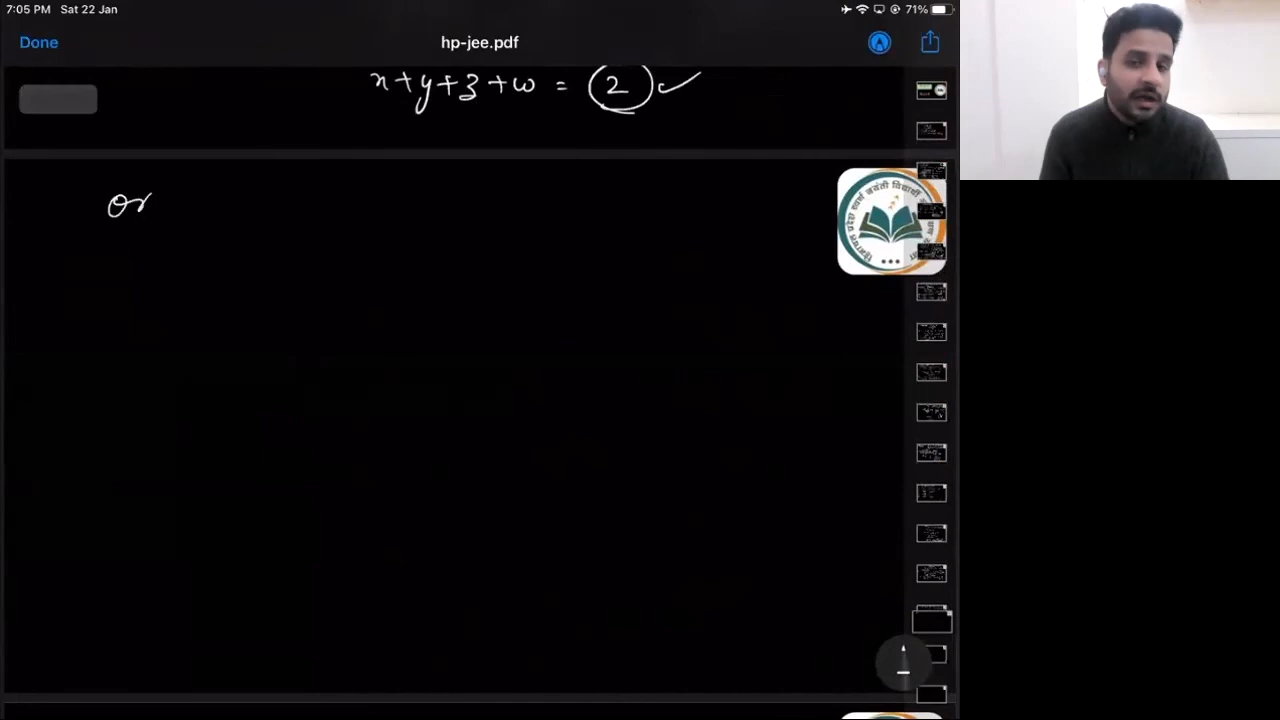 7:05 PM Sat 22 Jan
71%
Done
hp-jee.pdf
x+y+z+w = 2
or